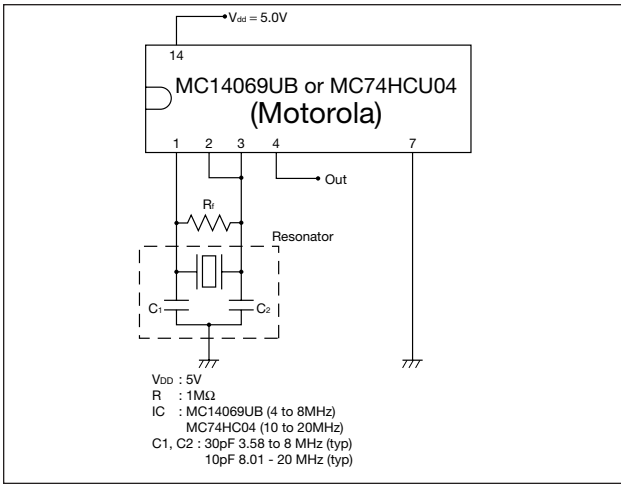 Vdd = 5.0V
14
MC14069UB or MC74HCU04
(Motorola)
1 2 3 4 7
Out
Rf
Resonator
C1 C2
VDD : 5V
R : 1MΩ
IC : MC14069UB (4 to 8MHz)
MC74HC04 (10 to 20MHz)
C1, C2 : 30pF 3.58 to 8 MHz (typ)
10pF 8.01 - 20 MHz (typ)